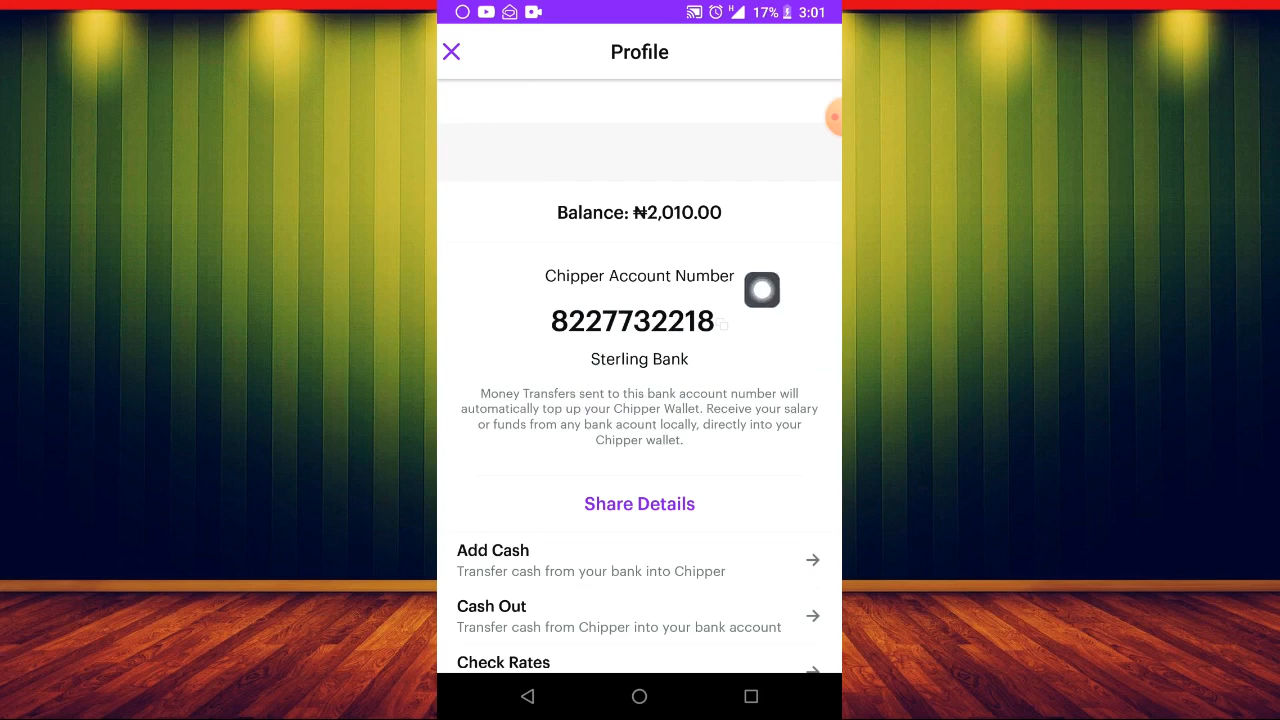 H 17% 3:01
Profile
Balance: ₦2,010.00
Chipper Account Number
8227732218
Sterling Bank
Money Transfers sent to this bank account number will
automatically top up your Chipper Wallet. Receive your salary
or funds from any bank acount locally, directly into your
Chipper wallet.
Share Details
Add Cash
Transfer cash from your bank into Chipper
Cash Out
Transfer cash from Chipper into your bank account
Check Rates